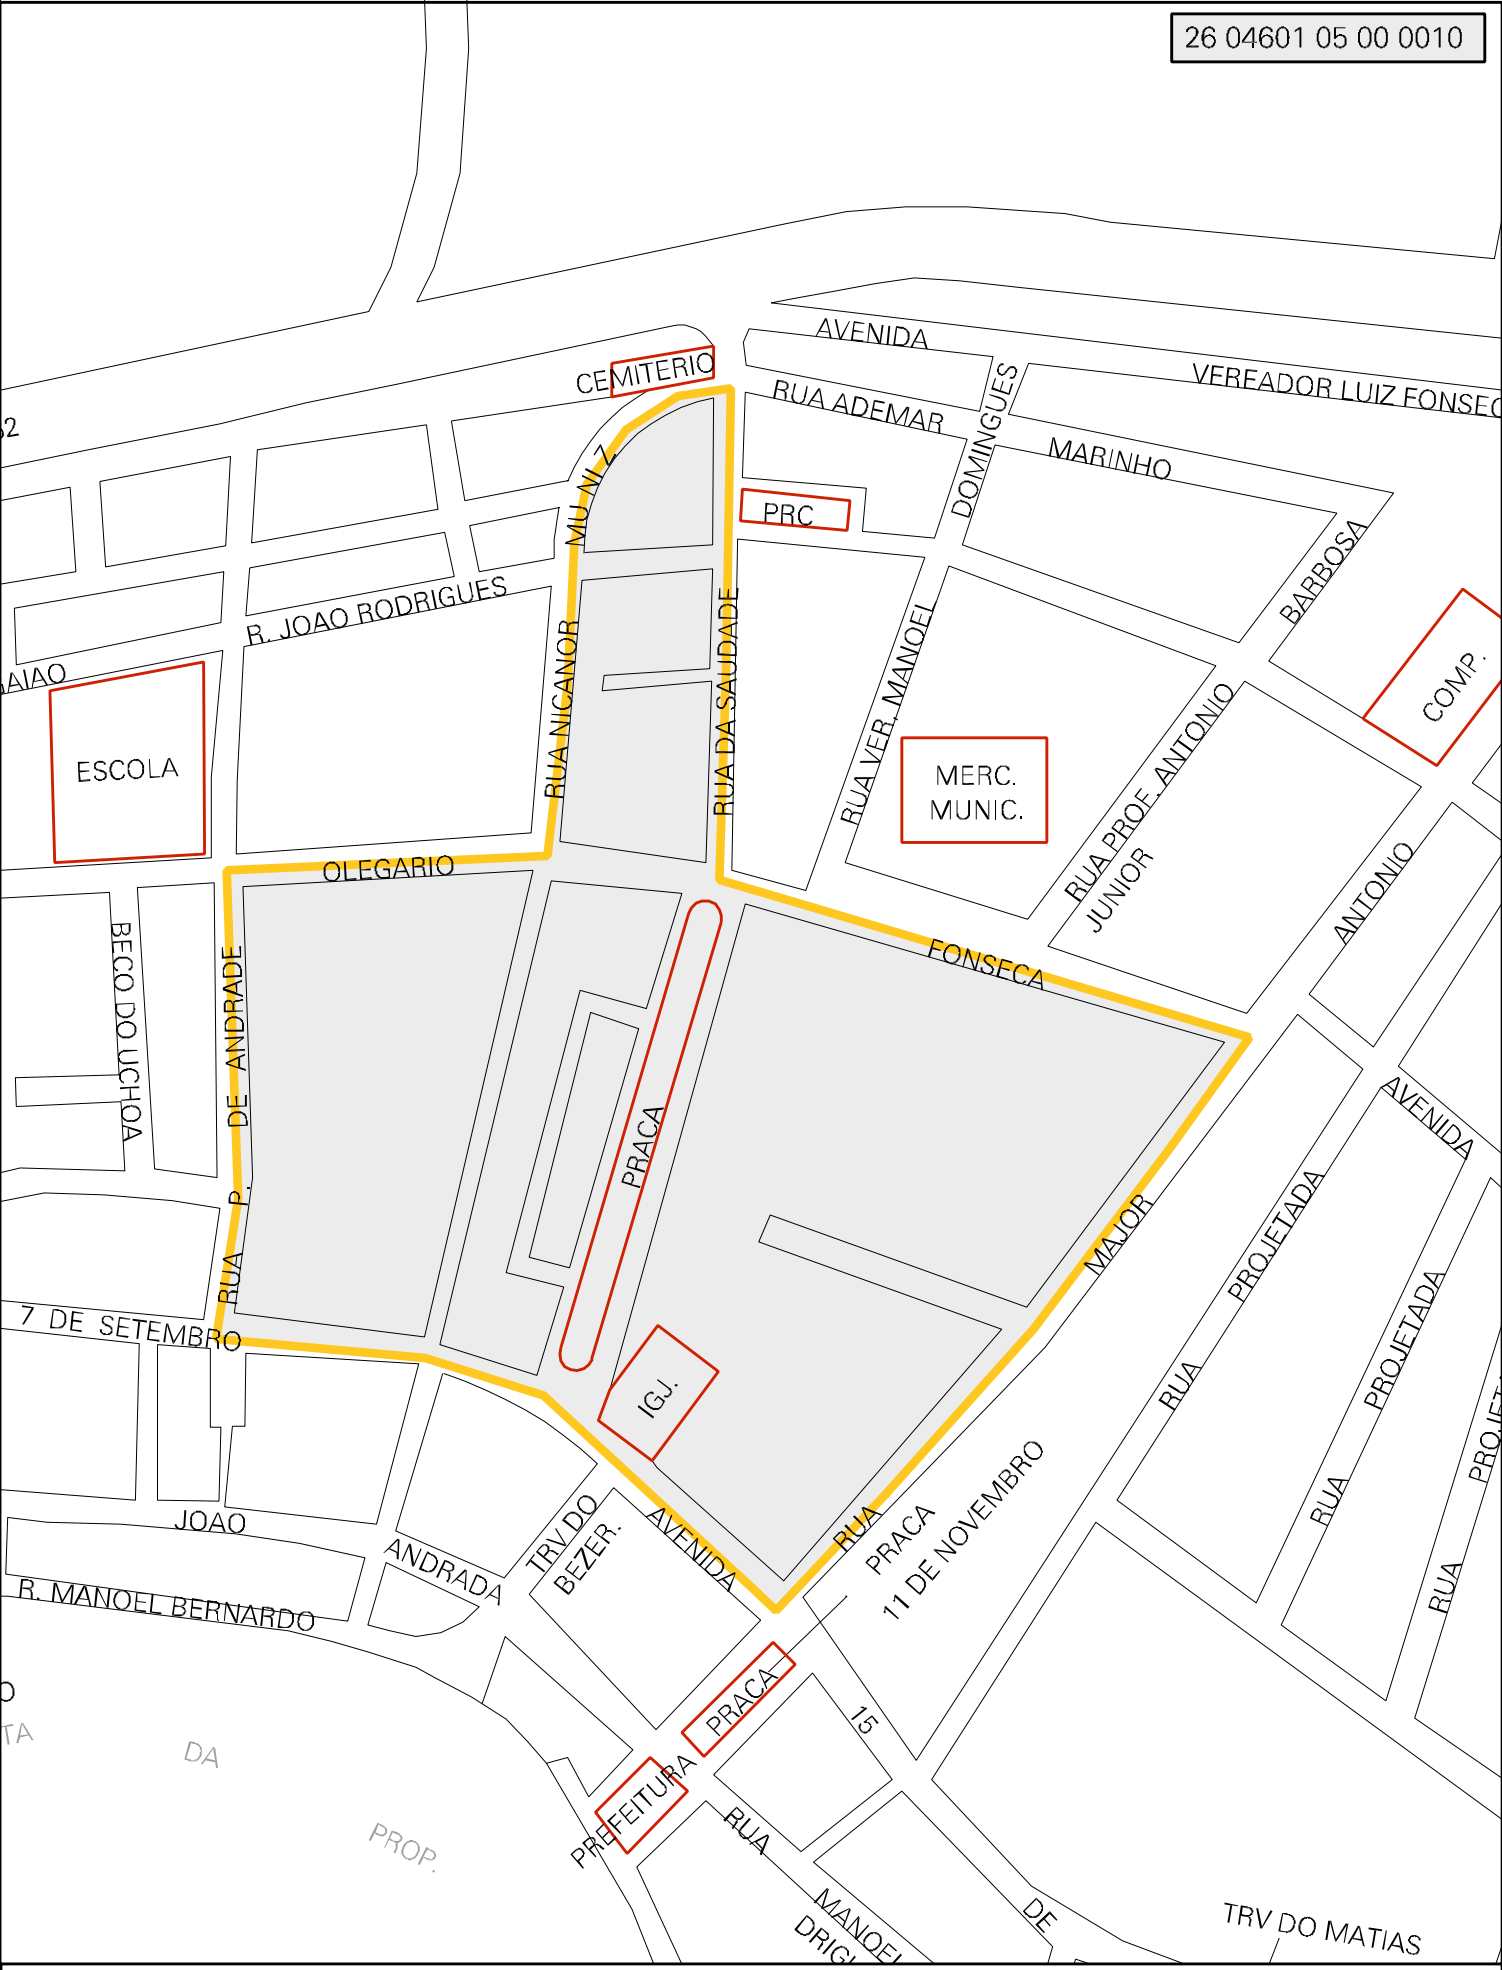 26 04601 05 00 0010
AVENIDA
VEREADOR LUIZ FONSEC
CEMITERIO
RUA ADEMAR
MARINHO
DOMINGUES
MUNIZ
PRC
BARBOSA
R. JOAO RODRIGUES
COMP.
ESCOLA
RUA NICANOR
RUA DA SAUDADE
RUA VER. MANOEL
MERC.
MUNIC.
RUA PROF. ANTONIO
JUNIOR
ANTONIO
OLEGARIO
FONSECA
BECO DO UCHOA
RUA P. DE ANDRADE
PRACA
AVENIDA
MAJOR
RUA PROJETADA
RUA PROJETADA
RUA
7 DE SETEMBRO
IGJ.
JOAO
ANDRADA
TRV DO
BEZER.
AVENIDA
RUA
PRACA
11 DE NOVEMBRO
R. MANOEL BERNARDO
PRACA
15
DE
PREFEITURA
RUA
MANOEL
DA
PROP.
TRV DO MATIAS